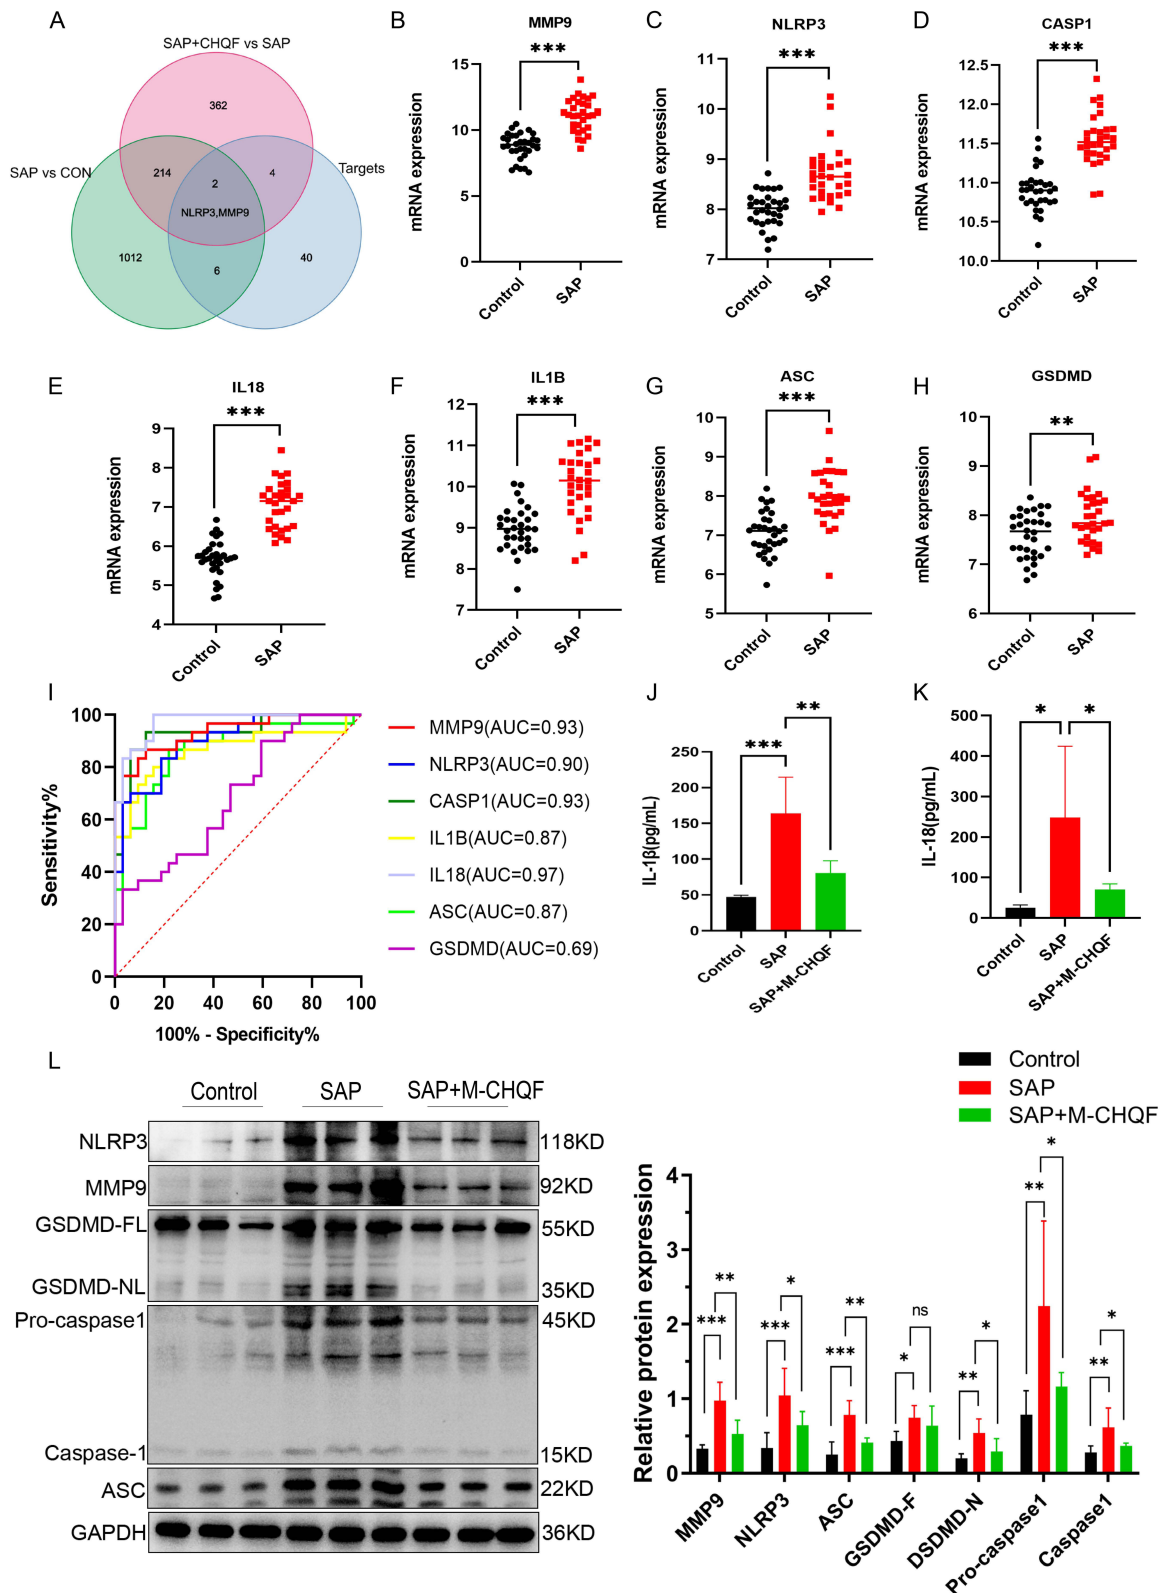 A
SAP+CHQF vs SAP
362
SAP vs CON
Targets
214
2
4
NLRP3,MMP9
1012
6
40
B
MMP9
***
mRNA expression
15
10
5
0
Control
SAP
C
NLRP3
***
mRNA expression
11
10
9
8
7
Control
SAP
D
CASP1
***
mRNA expression
12.5
12.0
11.5
11.0
10.5
10.0
Control
SAP
E
IL18
***
mRNA expression
9
8
7
6
5
4
Control
SAP
F
IL1B
***
mRNA expression
12
11
10
9
8
7
Control
SAP
G
ASC
***
mRNA expression
10
9
8
7
6
5
Control
SAP
H
GSDMD
**
mRNA expression
10
9
8
7
6
Control
SAP
I
Sensitivity%
100
80
60
40
20
0
0 20 40 60 80 100
100% - Specificity%
MMP9(AUC=0.93)
NLRP3(AUC=0.90)
CASP1(AUC=0.93)
IL1B(AUC=0.87)
IL18(AUC=0.97)
ASC(AUC=0.87)
GSDMD(AUC=0.69)
J
**
***
IL-1β(pg/mL)
250
200
150
100
50
0
Control
SAP
SAP+M-CHQF
K
* *
IL-18(pg/mL)
500
400
300
200
100
0
Control
SAP
SAP+M-CHQF
L
Control SAP SAP+M-CHQF
NLRP3 118KD
MMP9 92KD
GSDMD-FL 55KD
GSDMD-NL 35KD
Pro-caspase1 45KD
Caspase-1 15KD
ASC 22KD
GAPDH 36KD
Control
SAP
SAP+M-CHQF
Relative protein expression
4
3
2
1
0
*** **
*** *
*** **
* ns
** *
** *
** *
MMP9
NLRP3
ASC
GSDMD-F
DSDMD-N
Pro-caspase1
Caspase1